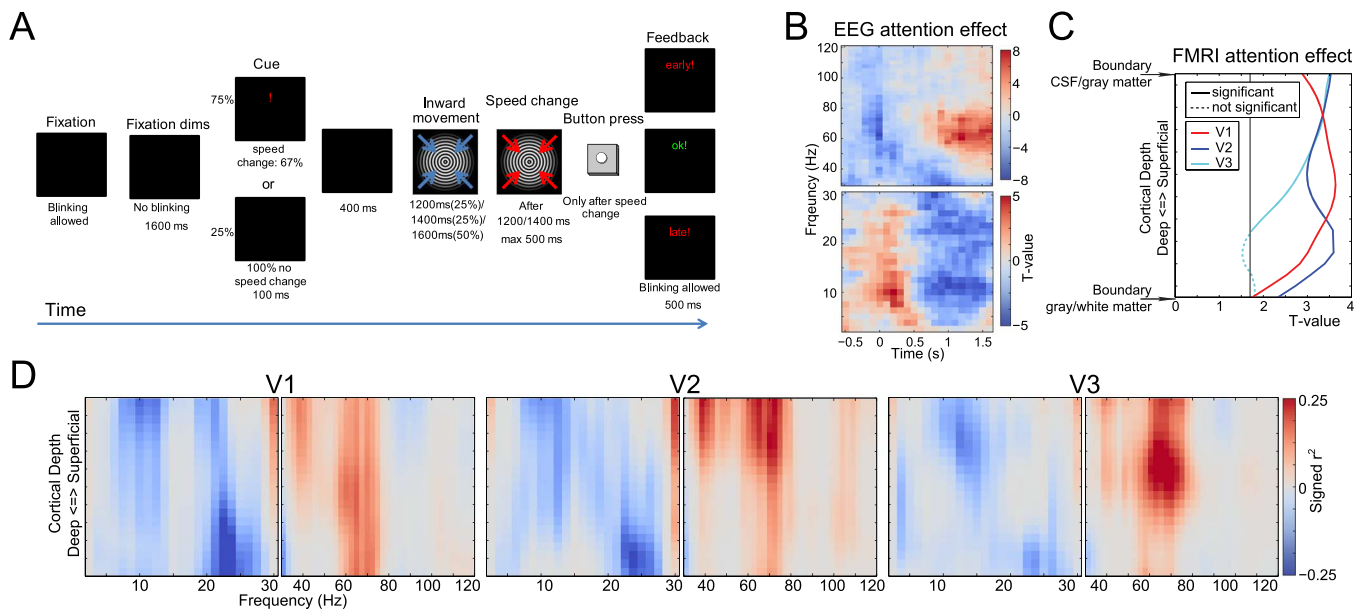 A
Fixation
Blinking
allowed
Fixation dims
No blinking
1600 ms
Cue
75%
!
speed
change: 67%
or
25%
100% no
speed change
100 ms
400 ms
Inward
movement
1200ms(25%)/
1400ms(25%)/
1600ms(50%)
Speed change
After
1200/1400 ms
max 500 ms
Button press
Only after speed
change
Feedback
early!
ok!
late!
Blinking allowed
500 ms
Time
B
EEG attention effect
120
100
80
60
40
30
20
10
Frqeuency (Hz)
-0.5 0 0.5 1 1.5
Time (s)
8
4
0
-4
-8
5
0
-5
T-value
C
FMRI attention effect
Boundary
CSF/gray matter
Cortical Depth
Deep <=> Superficial
Boundary
gray/white matter
significant
not significant
V1
V2
V3
0 1 2 3 4
T-value
D
V1
V2
V3
Cortical Depth
Deep <=> Superficial
10 20 30 40 60 80 100 120
10 20 30 40 60 80 100 120
10 20 30 40 60 80 100 120
Frequency (Hz)
0.25
0
-0.25
Signed r²